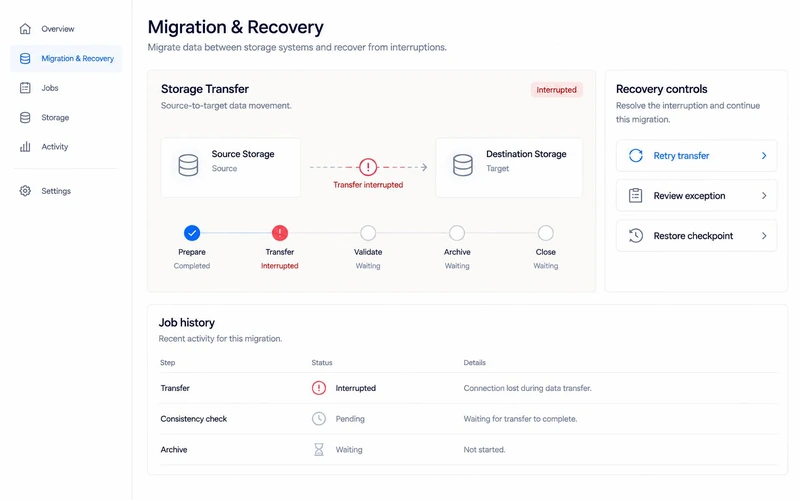 Overview
Migration & Recovery
Jobs
Storage
Activity
Settings
Migration & Recovery
Migrate data between storage systems and recover from interruptions.
Storage Transfer
Source-to-target data movement.
Interrupted
Source Storage
Source
Transfer interrupted
Destination Storage
Target
Prepare
Completed
Transfer
Interrupted
Validate
Waiting
Archive
Waiting
Close
Waiting
Recovery controls
Resolve the interruption and continue
this migration.
Retry transfer
Review exception
Restore checkpoint
Job history
Recent activity for this migration.
Step Status Details
Transfer Interrupted Connection lost during data transfer.
Consistency check Pending Waiting for transfer to complete.
Archive Waiting Not started.